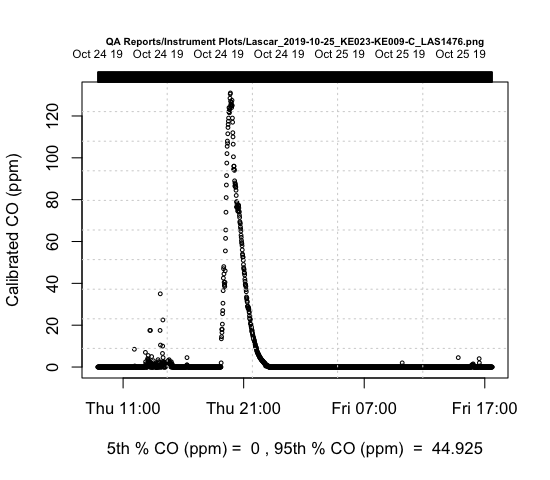 QA Reports/Instrument Plots/Lascar_2019-10-25_KE023-KE009-C_LAS1476.png
Oct 24 19 Oct 24 19 Oct 24 19 Oct 24 19 Oct 25 19 Oct 25 19 Oct 25 19
Calibrated CO (ppm)
120
100
80
60
40
20
0
Thu 11:00 Thu 21:00 Fri 07:00 Fri 17:00
5th % CO (ppm) = 0 , 95th % CO (ppm) = 44.925